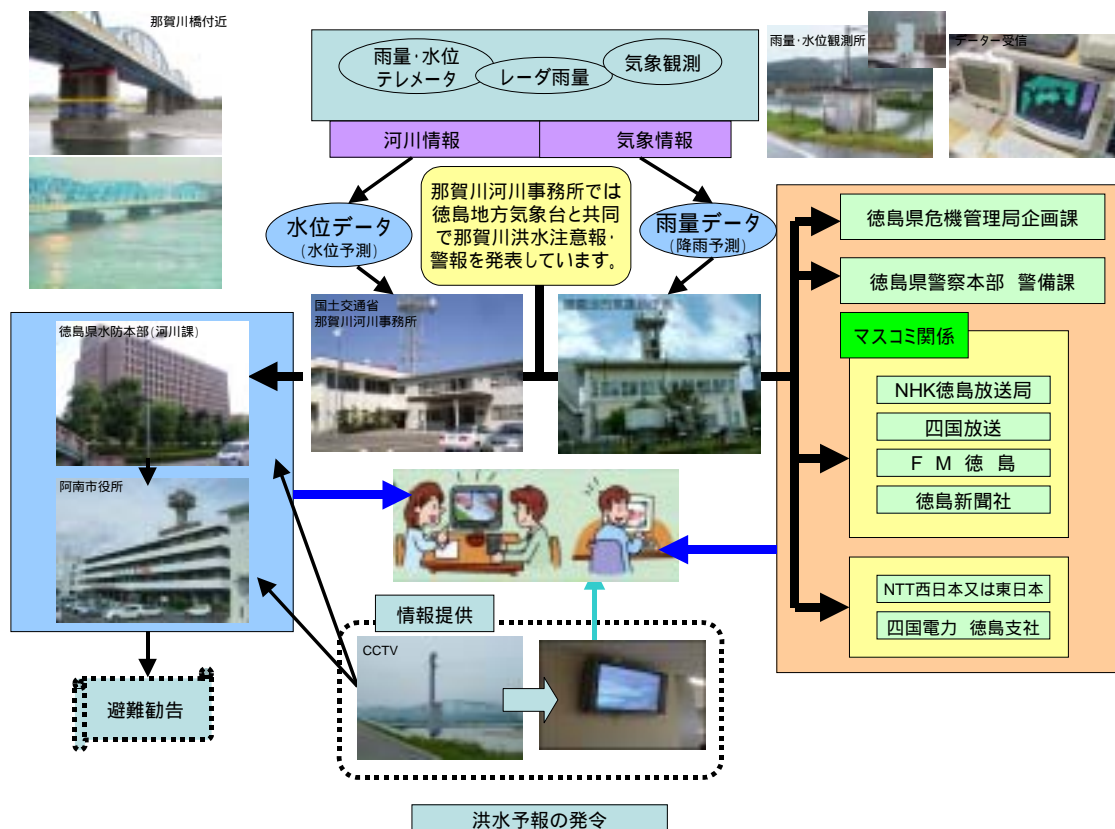 那賀川橋付近
雨量・水位
テレメータ
レーダ雨量
気象観測
雨量・水位観測所
データー受信
河川情報
気象情報
水位データ
(水位予測)
那賀川河川事務所では
徳島地方気象台と共同
で那賀川洪水注意報・
警報を発表しています。
雨量データ
(降雨予測)
国土交通省
那賀川河川事務所
徳島県危機管理局企画課
徳島県警察本部 警備課
マスコミ関係
NHK徳島放送局
四国放送
FM徳島
徳島新聞社
NTT西日本又は東日本
四国電力 徳島支社
徳島県水防本部(河川課)
阿南市役所
避難勧告
情報提供
CCTV
洪水予報の発令